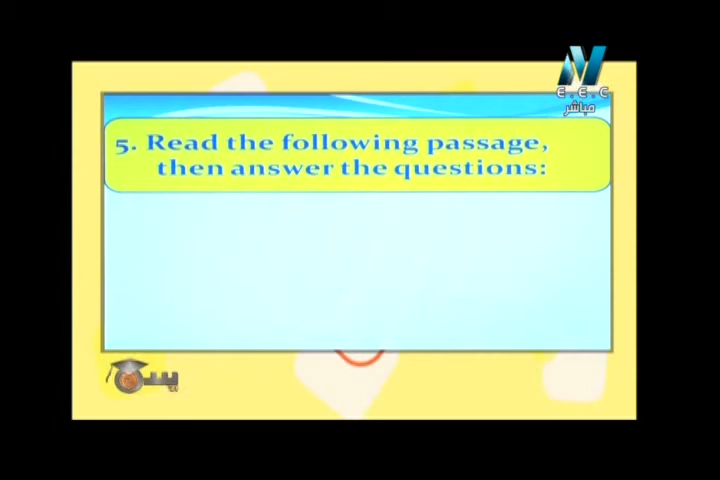 E.E.C
مباشر
5. Read the following passage,
then answer the questions: